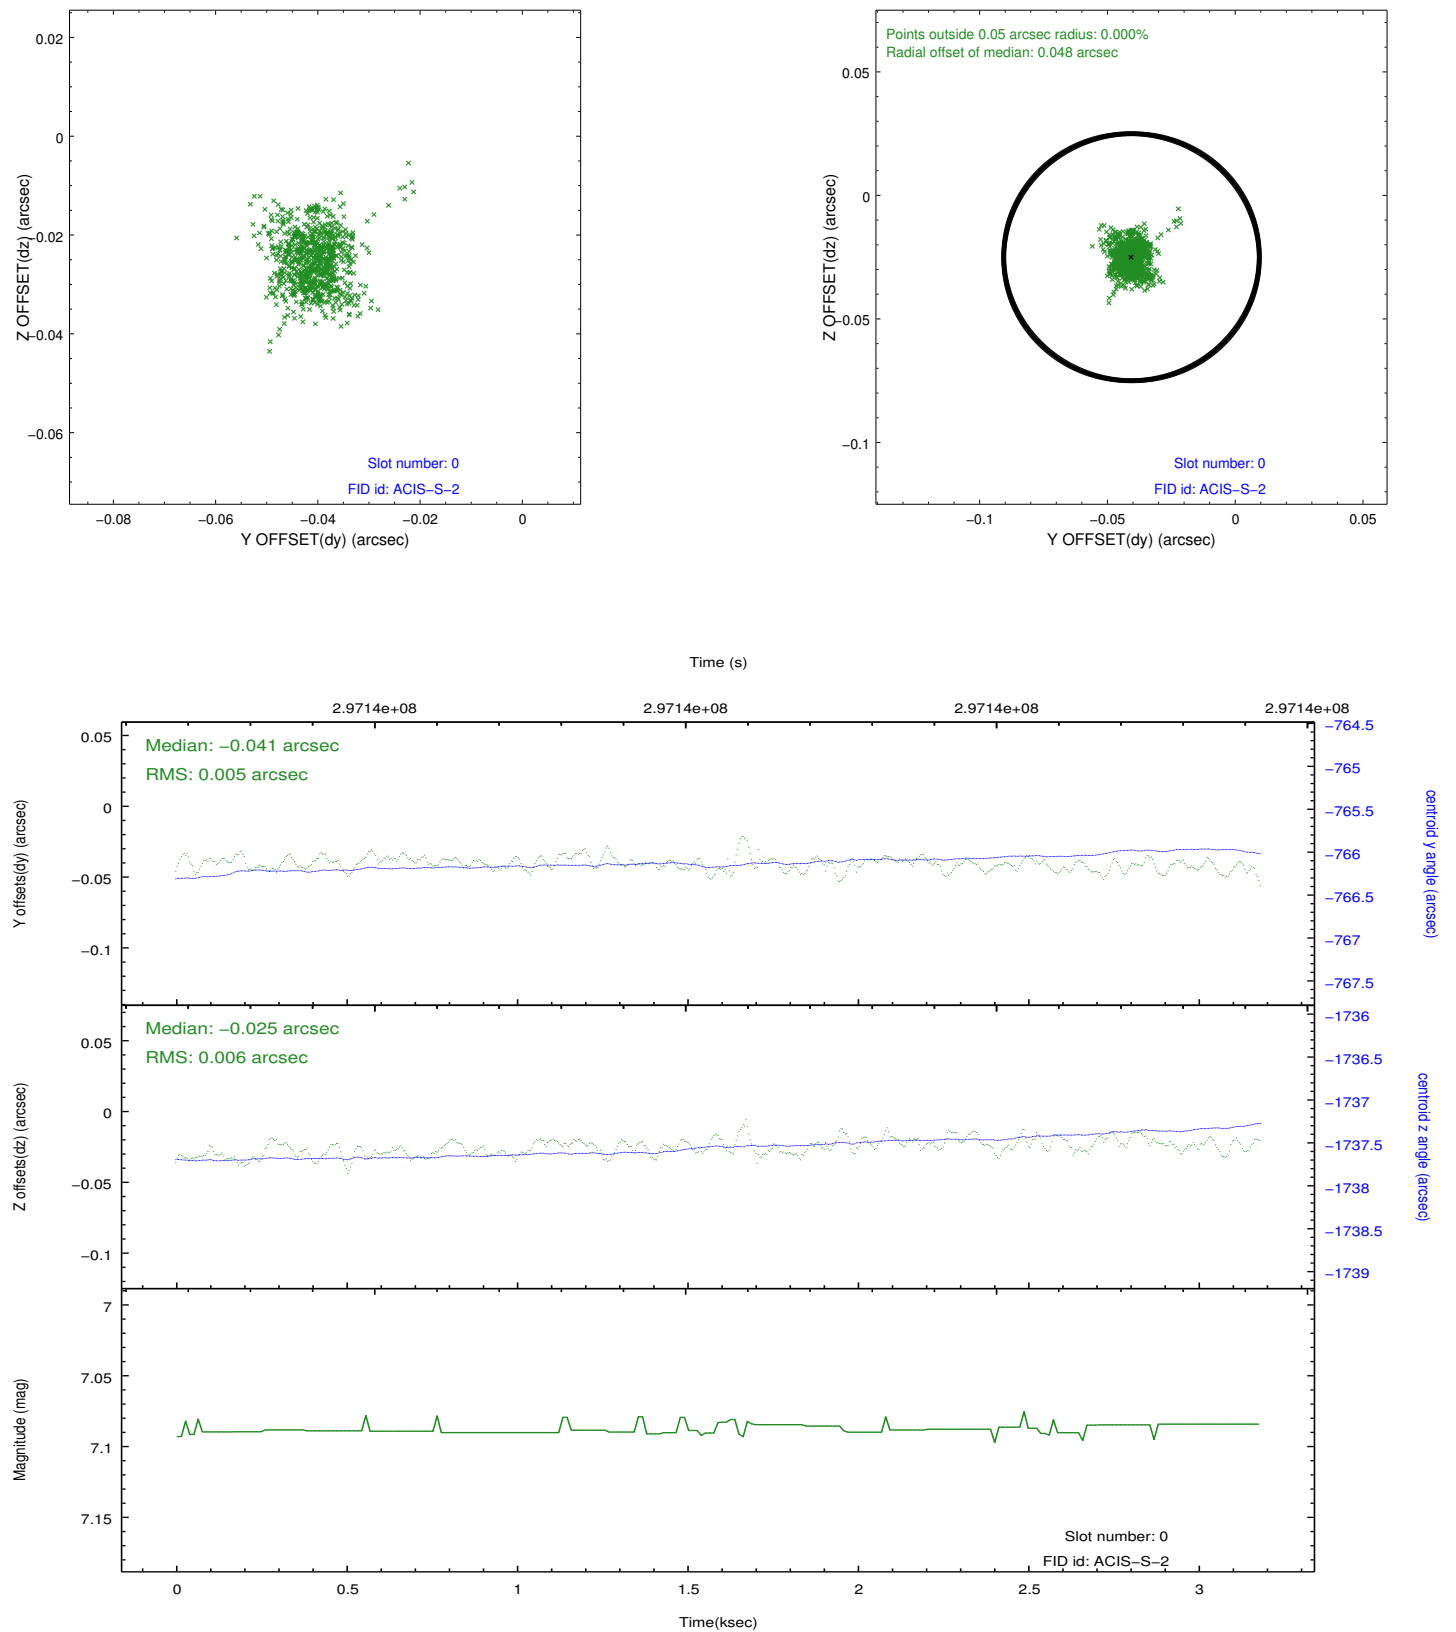 0.02
0
−0.02
−0.04
−0.06
Z OFFSET(dz) (arcsec)
Slot number: 0
FID id: ACIS−S−2
−0.08
−0.06
−0.04
−0.02
0
Y OFFSET(dy) (arcsec)
Points outside 0.05 arcsec radius: 0.000%
Radial offset of median: 0.048 arcsec
0.05
0
−0.05
−0.1
Z OFFSET(dz) (arcsec)
Slot number: 0
FID id: ACIS−S−2
−0.1
−0.05
0
0.05
Y OFFSET(dy) (arcsec)
Time (s)
2.9714e+08
2.9714e+08
2.9714e+08
2.9714e+08
Median: −0.041 arcsec
RMS: 0.005 arcsec
0.05
0
−0.05
−0.1
Y offsets(dy) (arcsec)
−764.5
−765
−765.5
−766
−766.5
−767
−767.5
centroid y angle (arcsec)
Median: −0.025 arcsec
RMS: 0.006 arcsec
0.05
0
−0.05
−0.1
Z offsets(dz) (arcsec)
−1736
−1736.5
−1737
−1737.5
−1738
−1738.5
−1739
centroid z angle (arcsec)
7
7.05
7.1
7.15
Magnitude (mag)
Slot number: 0
FID id: ACIS−S−2
0
0.5
1
1.5
2
2.5
3
Time(ksec)